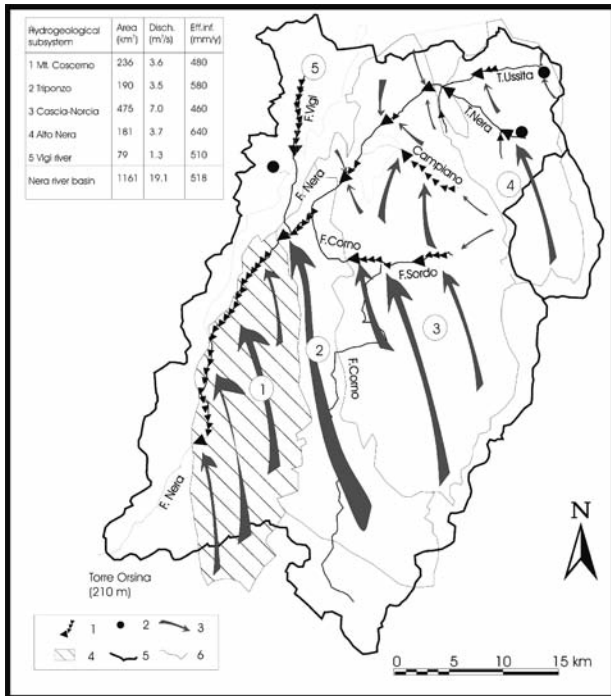 Hydrogeological subsystem Area (km²) Disch. (m³/s) Eff.inf. (mm/y)
1 Mt. Coscerno 236 3.6 480
2 Triponzo 190 3.5 580
3 Cascia-Norcia 475 7.0 460
4 Alto Nera 181 3.7 640
5 Vigi river 79 1.3 510
Nera river basin 1161 19.1 518
5
F.Vigi
T.Ussita
T.Nera
4
Campiano
F. Nera
F.Corno
F.Sordo
3
2
1
F.Corno
F. Nera
N
Torre Orsina
(210 m)
1 2 3
4 5 6
0 5 10 15 km